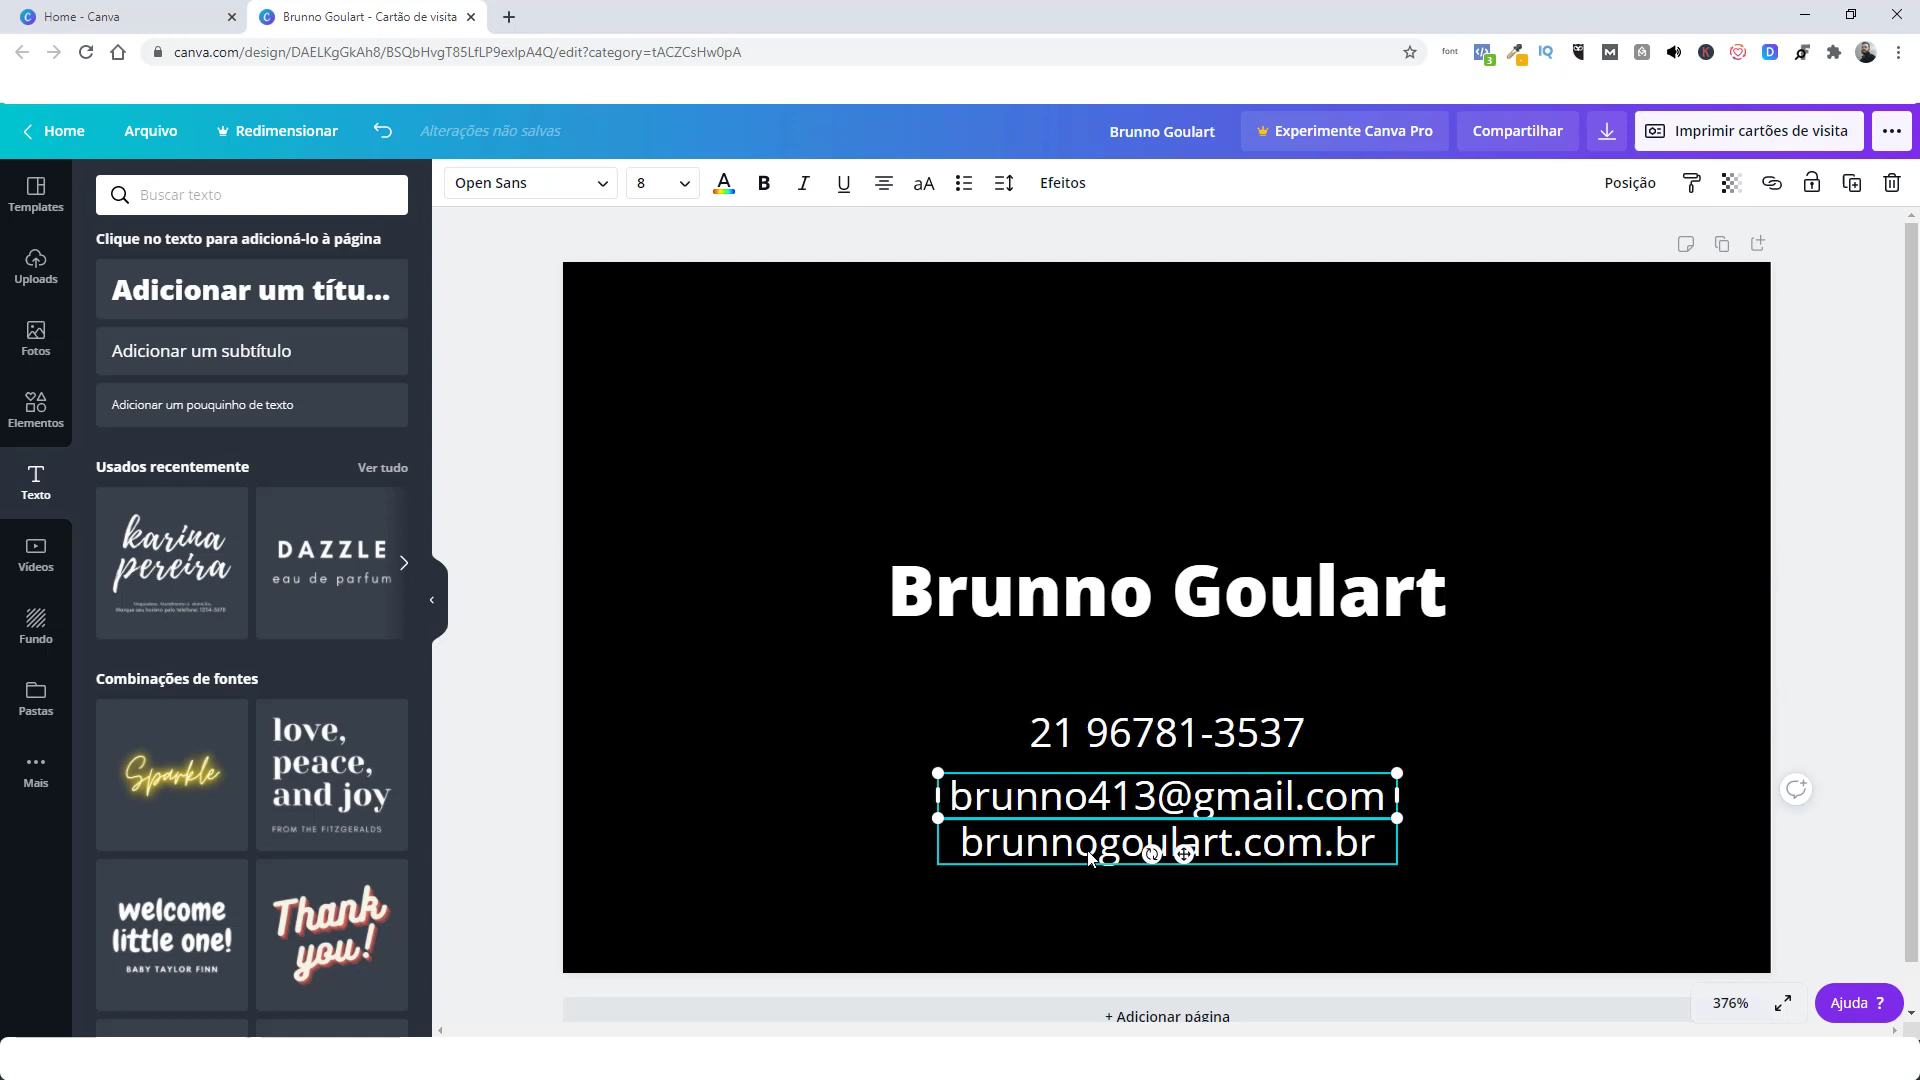 Home - Canva
Brunno Goulart - Cartão de visita
canva.com/design/DAELKgGkAh8/BSQbHvgT85LfLP9exIpA4Q/edit?category=tACZCsHw0pA
font
3
IQ
M
K
D
Home
Arquivo
Redimensionar
Alterações não salvas
Brunno Goulart
Experimente Canva Pro
Compartilhar
Imprimir cartões de visita
Open Sans
8
A
B
I
U
aA
Efeitos
Posição
Templates
Uploads
Fotos
Elementos
Texto
Vídeos
Fundo
Pastas
Mais
Buscar texto
Clique no texto para adicioná-lo à página
Adicionar um títu...
Adicionar um subtítulo
Adicionar um pouquinho de texto
Usados recentemente
Ver tudo
karina
pereira
DAZZLE
eau de parfum
Combinações de fontes
Sparkle
love,
peace,
and joy
FROM THE FITZGERALDS
welcome
little one!
BABY TAYLOR FINN
Thank
you!
Brunno Goulart
21 96781-3537
brunno413@gmail.com
brunnogoulart.com.br
+ Adicionar página
376%
Ajuda ?